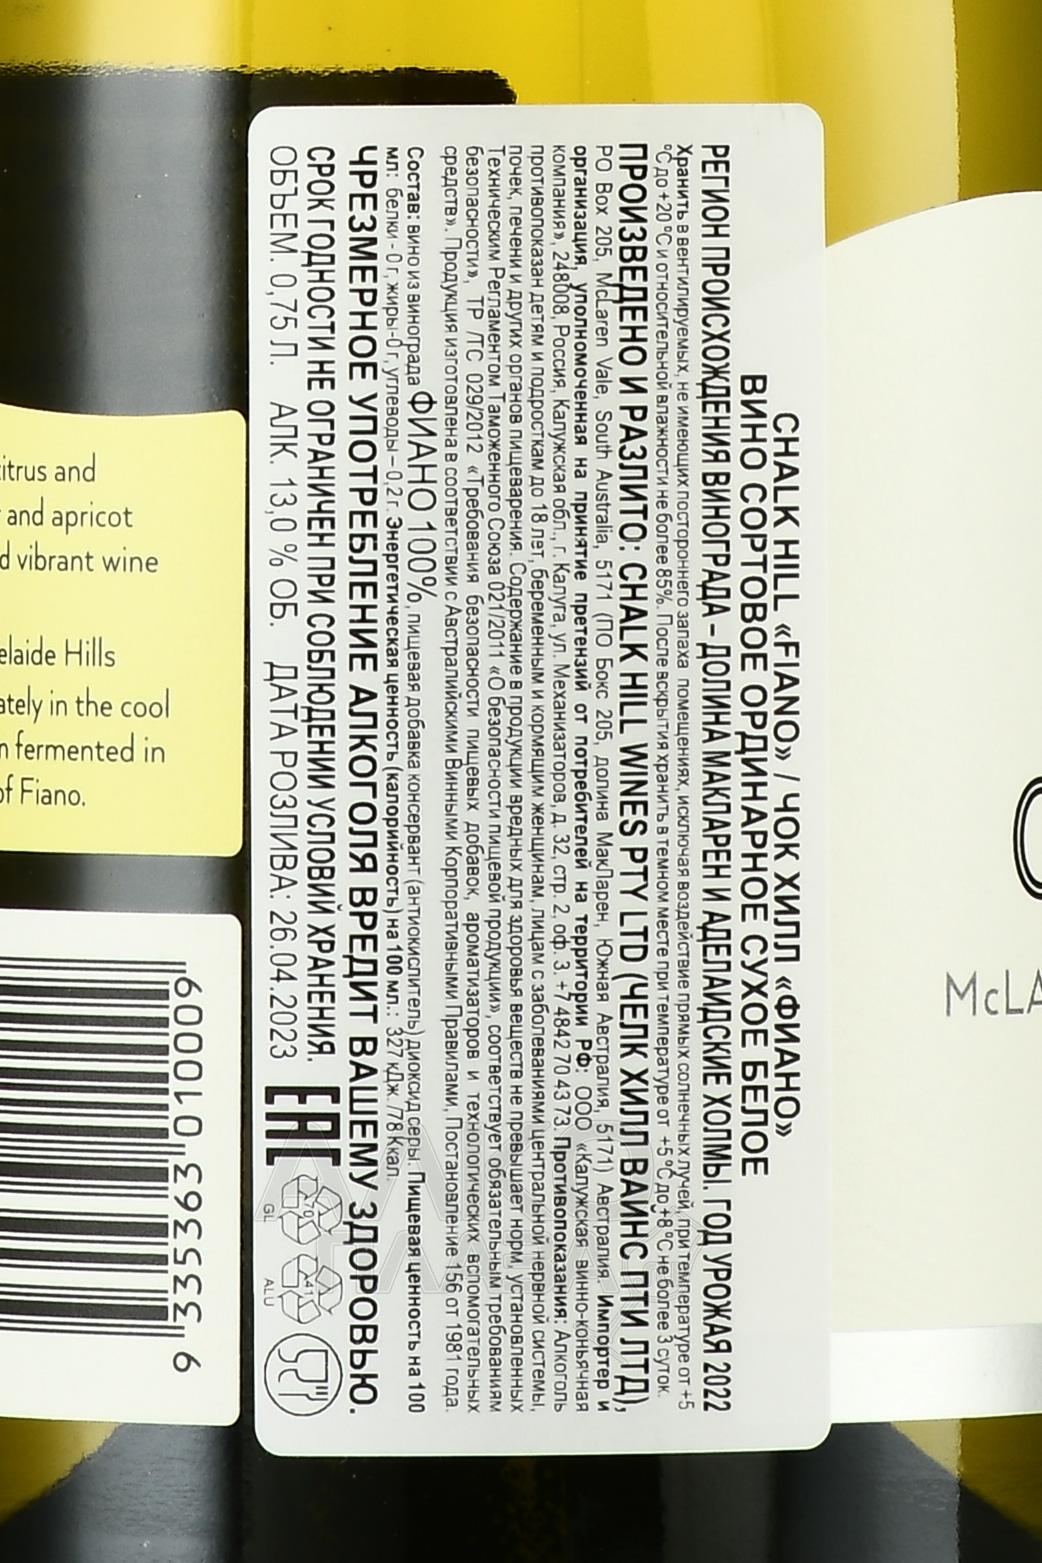 CHALK HILL «FIANO» / ЧОК ХИЛЛ «ФИАНО»
ВИНО СОРТОВОЕ ОРДИНАРНОЕ СУХОЕ БЕЛОЕ
РЕГИОН ПРОИСХОЖДЕНИЯ ВИНОГРАДА – ДОЛИНА МАКЛАРЕН И АДЕЛАИДСКИЕ ХОЛМЫ. ГОД УРОЖАЯ 2022
Хранить в вентилируемых, не имеющих постороннего запаха помещениях, исключая воздействие прямых солнечных лучей, при температуре от +5
°С до +20 °С и относительной влажности не более 85%. После вскрытия хранить в темном месте при температуре от +5 °С до +8 °С не более 3 суток.
ПРОИЗВЕДЕНО И РАЗЛИТО: CHALK HILL WINES PTY LTD (ЧЕЛК ХИЛЛ ВАИНС ПТИ ЛТД),
PO Box 205, McLaren Vale, South Australia, 5171 (ПО Бокс 205, долина МакЛарен, Южная Австралия, 5171) Австралия. Импортер и
организация, уполномоченная на принятие претензий от потребителей на территории РФ: ООО «Калужская винно-коньячная
компания», 248008, Россия, Калужская обл., г. Калуга, ул. Механизаторов, д. 32, стр. 2, оф. 3, +7 4842 70 43 73. Противопоказания: Алкоголь
противопоказан детям и подросткам до 18 лет, беременным и кормящим женщинам, лицам с заболеваниями центральной нервной системы,
почек, печени и других органов пищеварения. Содержание в продукции вредных для здоровья веществ не превышает норм, установленных
Техническим Регламентом Таможенного Союза 021/2011 «О безопасности пищевой продукции», соответствует обязательным требованиям
безопасности», ТР ЛС 029/2012 «Требования безопасности пищевых добавок, ароматизаторов и технологических вспомогательных
средств». Продукция изготовлена в соответствии с Австралийскими Винными Корпоративными Правилами, Постановление 156 от 1981 года.
Состав: вино из винограда ФИАНО 100%, пищевая добавка консервант (антиокислитель) диоксид серы. Пищевая ценность на 100
мл: белки - 0 г, жиры-0 г, углеводы – 0,2 г. Энергетическая ценность (калорийность) на 100 мл.: 327 кДж. /78 Ккал.
ЧРЕЗМЕРНОЕ УПОТРЕБЛЕНИЕ АЛКОГОЛЯ ВРЕДИТ ВАШЕМУ ЗДОРОВЬЮ.
СРОК ГОДНОСТИ НЕ ОГРАНИЧЕН ПРИ СОБЛЮДЕНИИ УСЛОВИЙ ХРАНЕНИЯ.
ОБЪЕМ. 0,75 Л. АЛК. 13,0 % ОБ. ДАТА РОЗЛИВА: 26.04.2023
EAC
70
GL
41
ALU
citrus and
and apricot
d vibrant wine
elaide Hills
ately in the cool
n fermented in
of Fiano.
9 335363 010009
McLA